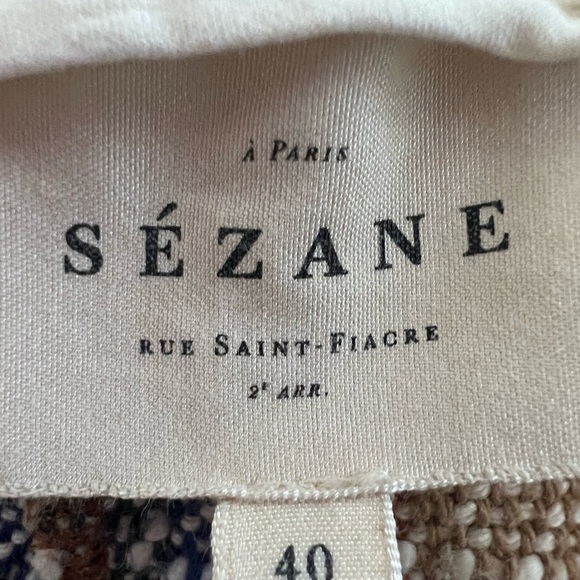 À PARIS
SÉZANE
RUE SAINT-FIACRE
2E ARR.
40